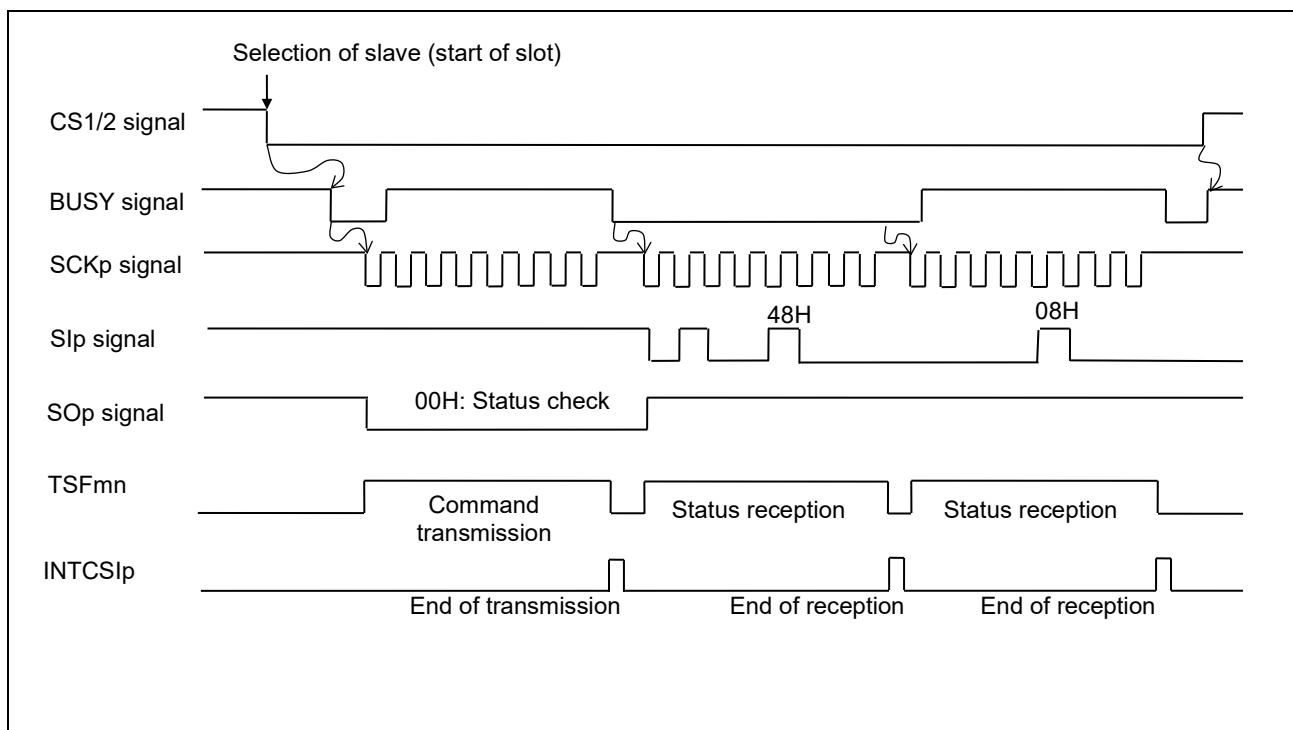 Selection of slave (start of slot)
CS1/2 signal
BUSY signal
SCKp signal
48H
08H
SIp signal
00H: Status check
SOp signal
TSFmn
Command
transmission
Status reception
Status reception
INTCSIp
End of transmission
End of reception
End of reception